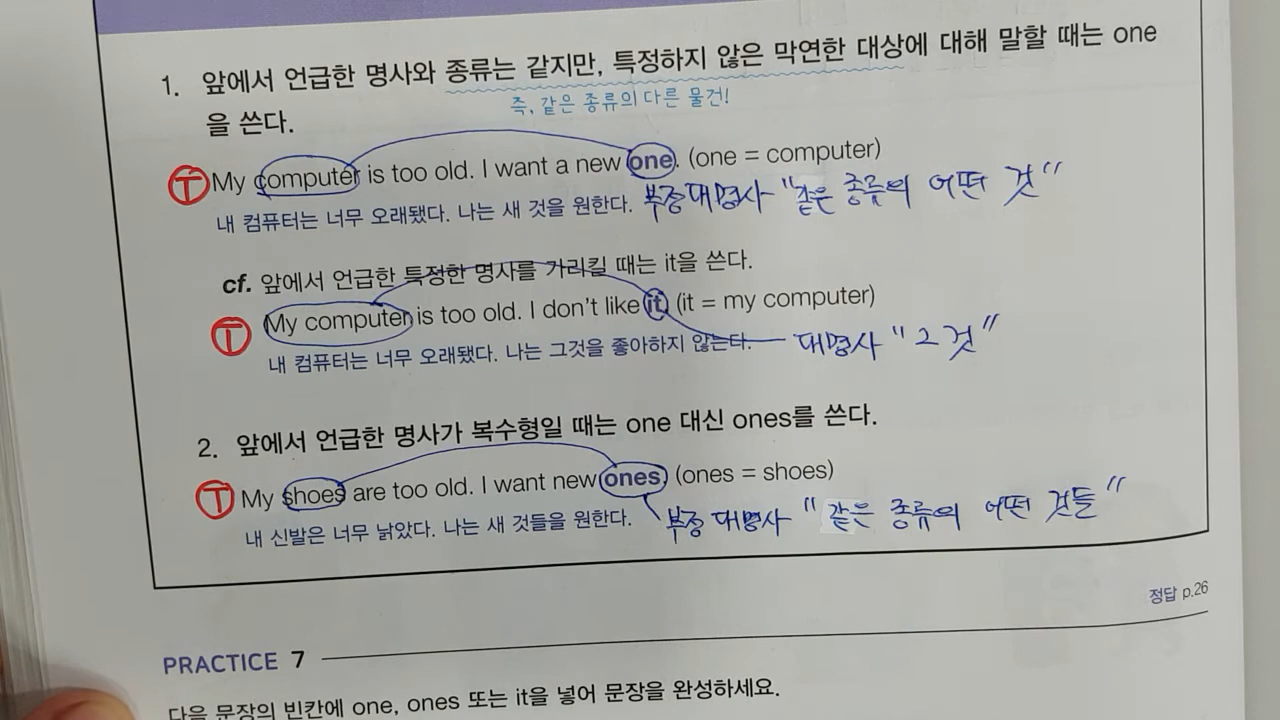 1. 앞에서 언급한 명사와 종류는 같지만, 특정하지 않은 막연한 대상에 대해 말할 때는 one
즉, 같은 종류의 다른 물건!
을 쓴다.
T My computer is too old. I want a new one. (one = computer)
내 컴퓨터는 너무 오래됐다. 나는 새 것을 원한다. 부정대명사 "같은 종류의 어떤 것"
cf. 앞에서 언급한 특정한 명사를 가리킬 때는 it을 쓴다.
T My computer is too old. I don't like it (it = my computer)
내 컴퓨터는 너무 오래됐다. 나는 그것을 좋아하지 않는다. 대명사 "그것"
2. 앞에서 언급한 명사가 복수형일 때는 one 대신 ones를 쓴다.
T My shoes are too old. I want new ones (ones = shoes)
내 신발은 너무 낡았다. 나는 새 것들을 원한다. 부정 대명사 "같은 종류의 어떤 것들"
정답 p.26
PRACTICE 7
다음 문장의 빈칸에 one, ones 또는 it을 넣어 문장을 완성하세요.